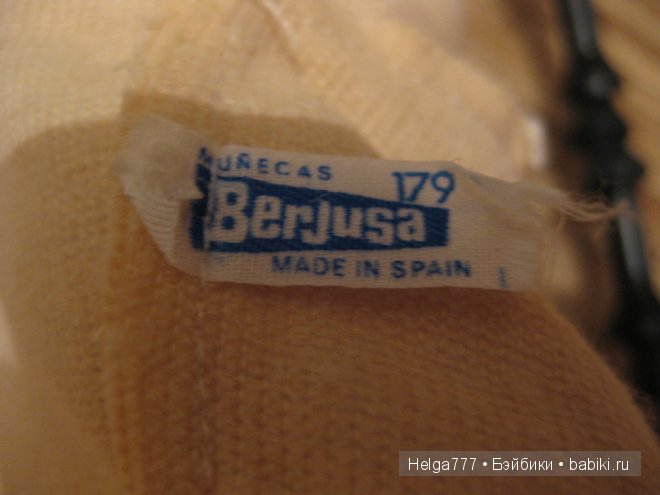 MUÑECAS
179
Berjusa
MADE IN SPAIN
Helga777 • Бэйбики • babiki.ru